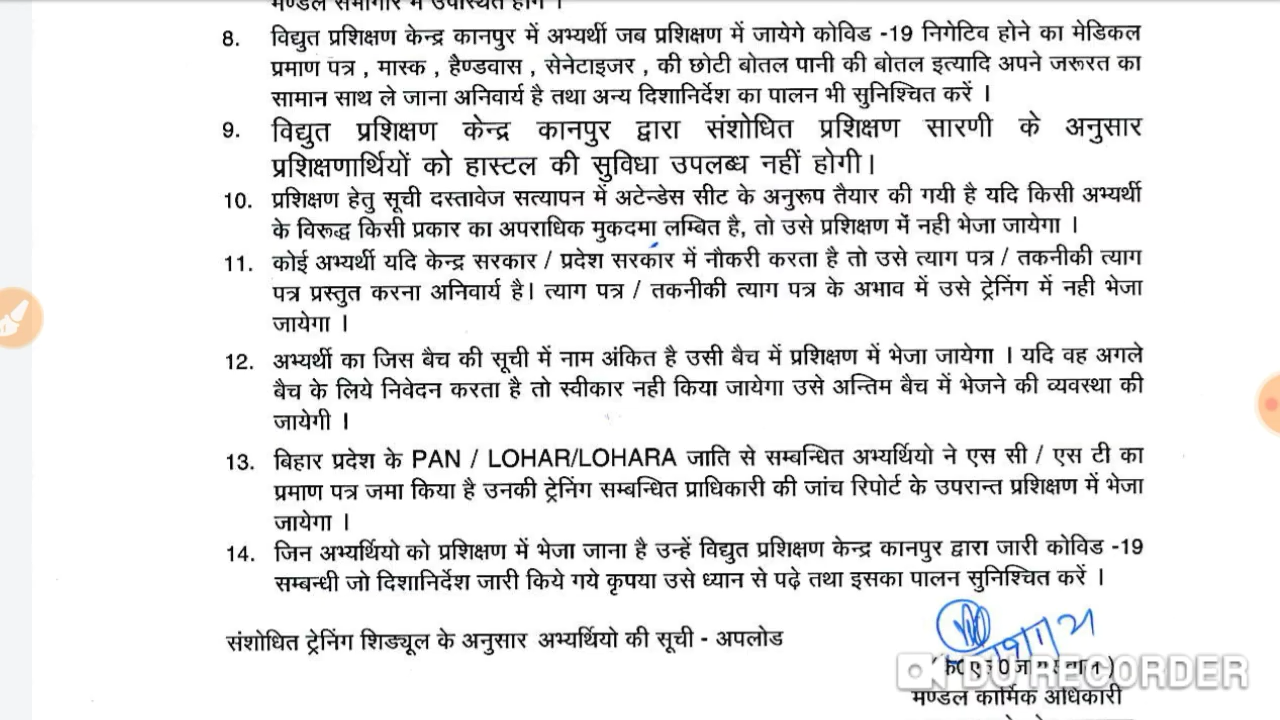 मण्डल सभागार में उपस्थित होंगे ।
8. विद्युत प्रशिक्षण केन्द्र कानपुर में अभ्यर्थी जब प्रशिक्षण में जायेगे कोविड -19 निगेटिव होने का मेडिकल
प्रमाण पत्र , मास्क , हैण्डवास , सेनेटाइजर , की छोटी बोतल पानी की बोतल इत्यादि अपने जरूरत का
सामान साथ ले जाना अनिवार्य है तथा अन्य दिशानिर्देश का पालन भी सुनिश्चित करें ।
9. विद्युत प्रशिक्षण केन्द्र कानपुर द्वारा संशोधित प्रशिक्षण सारणी के अनुसार
प्रशिक्षणार्थियों को हास्टल की सुविधा उपलब्ध नहीं होगी।
10. प्रशिक्षण हेतु सूची दस्तावेज सत्यापन में अटेन्डेस सीट के अनुरूप तैयार की गयी है यदि किसी अभ्यर्थी
के विरूद्ध किसी प्रकार का अपराधिक मुकदमा लम्बित है, तो उसे प्रशिक्षण में नही भेजा जायेगा ।
11. कोई अभ्यर्थी यदि केन्द्र सरकार / प्रदेश सरकार में नौकरी करता है तो उसे त्याग पत्र / तकनीकी त्याग
पत्र प्रस्तुत करना अनिवार्य है। त्याग पत्र / तकनीकी त्याग पत्र के अभाव में उसे ट्रेनिंग में नही भेजा
जायेगा ।
12. अभ्यर्थी का जिस बैच की सूची में नाम अंकित है उसी बैच में प्रशिक्षण में भेजा जायेगा । यदि वह अगले
बैच के लिये निवेदन करता है तो स्वीकार नही किया जायेगा उसे अन्तिम बैच में भेजने की व्यवस्था की
जायेगी ।
13. बिहार प्रदेश के PAN / LOHAR/LOHARA जाति से सम्बन्धित अभ्यर्थियो ने एस सी / एस टी का
प्रमाण पत्र जमा किया है उनकी ट्रेनिंग सम्बन्धित प्राधिकारी की जांच रिपोर्ट के उपरान्त प्रशिक्षण में भेजा
जायेगा ।
14. जिन अभ्यर्थियो को प्रशिक्षण में भेजा जाना है उन्हें विद्युत प्रशिक्षण केन्द्र कानपुर द्वारा जारी कोविड -19
सम्बन्धी जो दिशानिर्देश जारी किये गये कृपया उसे ध्यान से पढ़े तथा इसका पालन सुनिश्चित करें ।
संशोधित ट्रेनिंग शिड्यूल के अनुसार अभ्यर्थियो की सूची - अपलोड
DU RECORDER
मण्डल कार्मिक अधिकारी